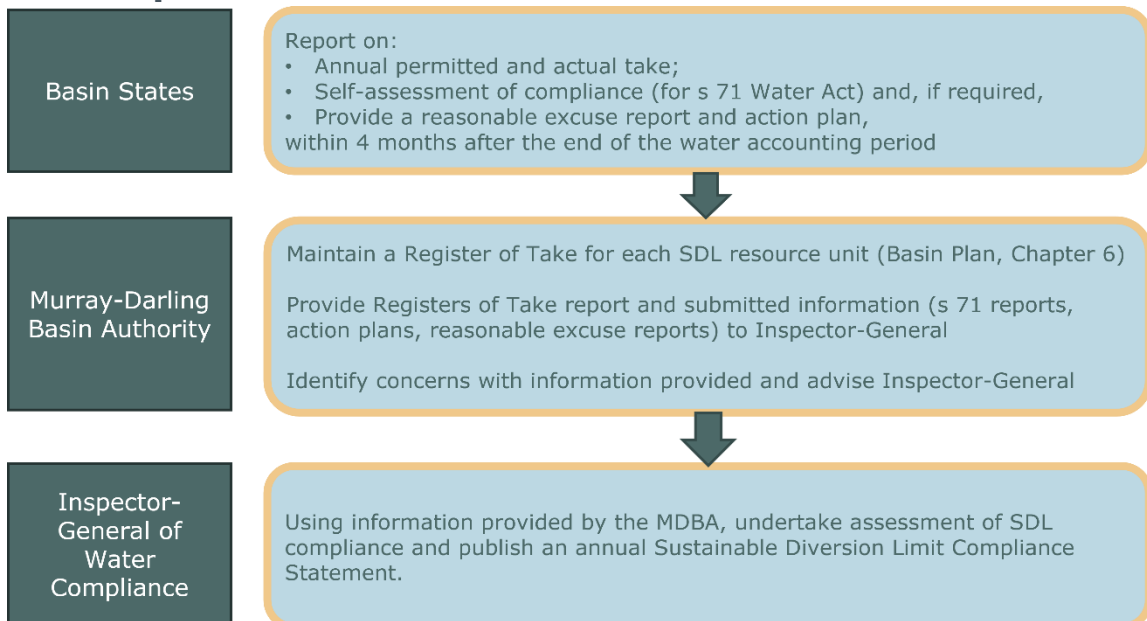 Basin States
Report on:
• Annual permitted and actual take;
• Self-assessment of compliance (for s 71 Water Act) and, if required,
• Provide a reasonable excuse report and action plan,
within 4 months after the end of the water accounting period
Murray-Darling
Basin Authority
Maintain a Register of Take for each SDL resource unit (Basin Plan, Chapter 6)
Provide Registers of Take report and submitted information (s 71 reports,
action plans, reasonable excuse reports) to Inspector-General
Identify concerns with information provided and advise Inspector-General
Inspector-
General of
Water
Compliance
Using information provided by the MDBA, undertake assessment of SDL
compliance and publish an annual Sustainable Diversion Limit Compliance
Statement.